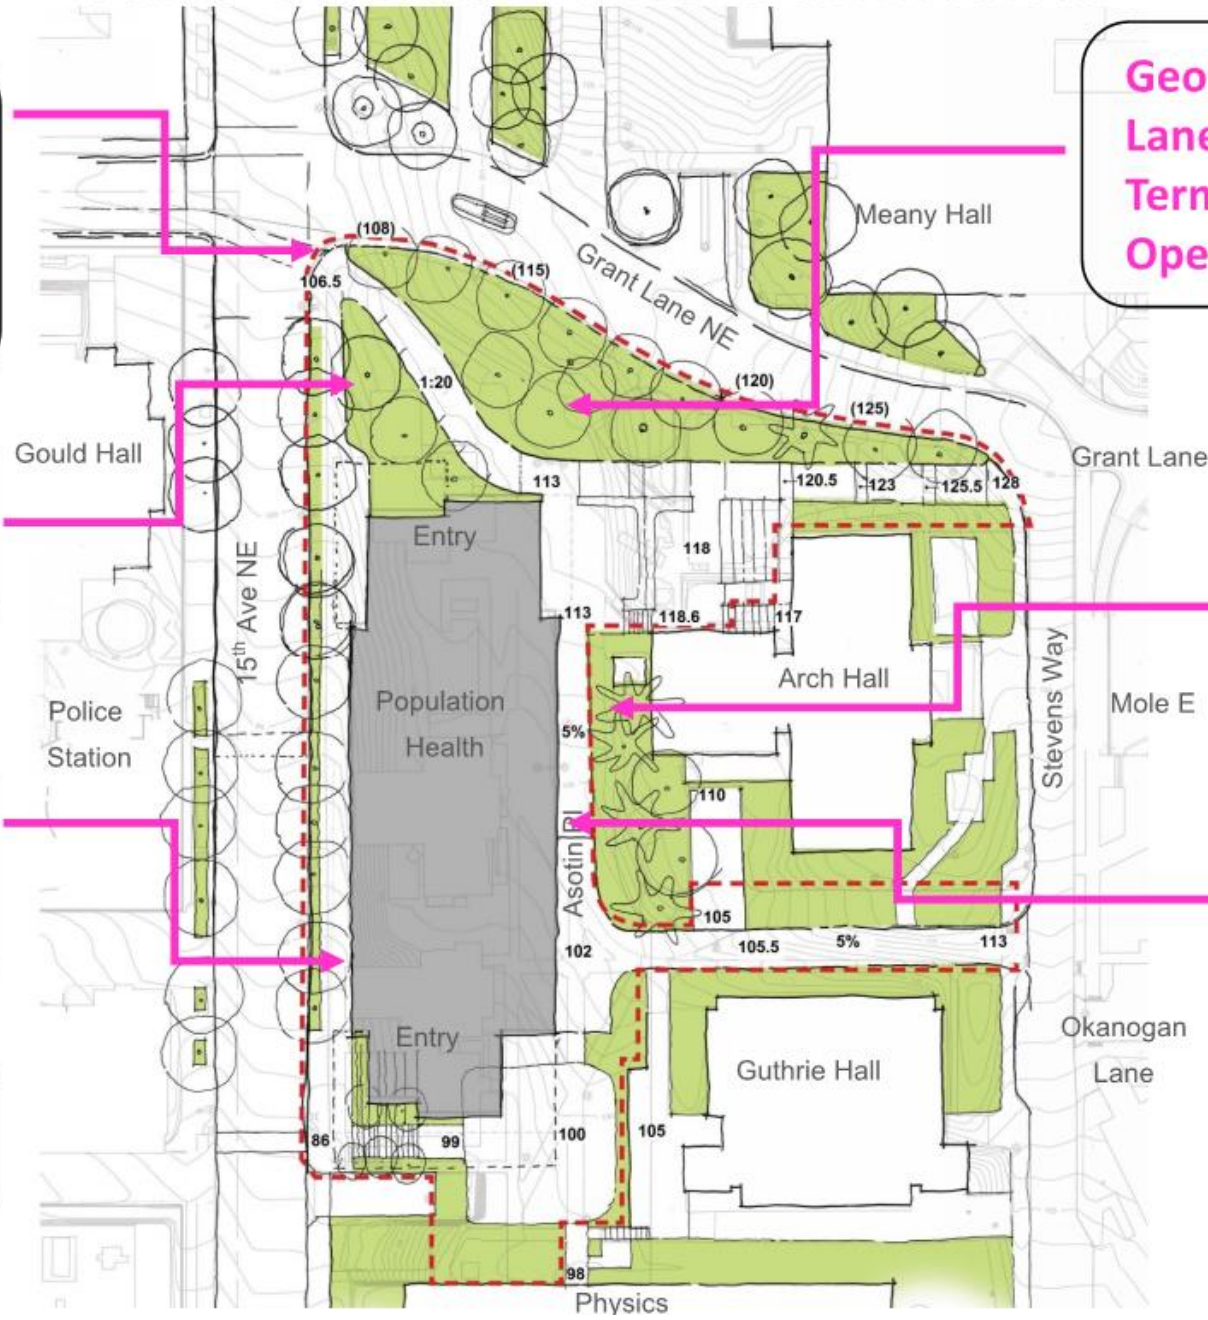 Geo
Lane
Tern
Ope
Meany Hall
(108)
(115)
Grant Lane NE
106.5
1:20
(120)
(125)
Gould Hall
Grant Lane
113
120.5
123
125.5
128
Entry
118
15th Ave NE
113
118.6
117
Arch Hall
Stevens Way
Population
Health
Police
Station
Mole E
5%
110
Asotin Pl
105
102
105.5
5%
113
Entry
Okanogan
Lane
Guthrie Hall
86
99
100
105
98
Physics